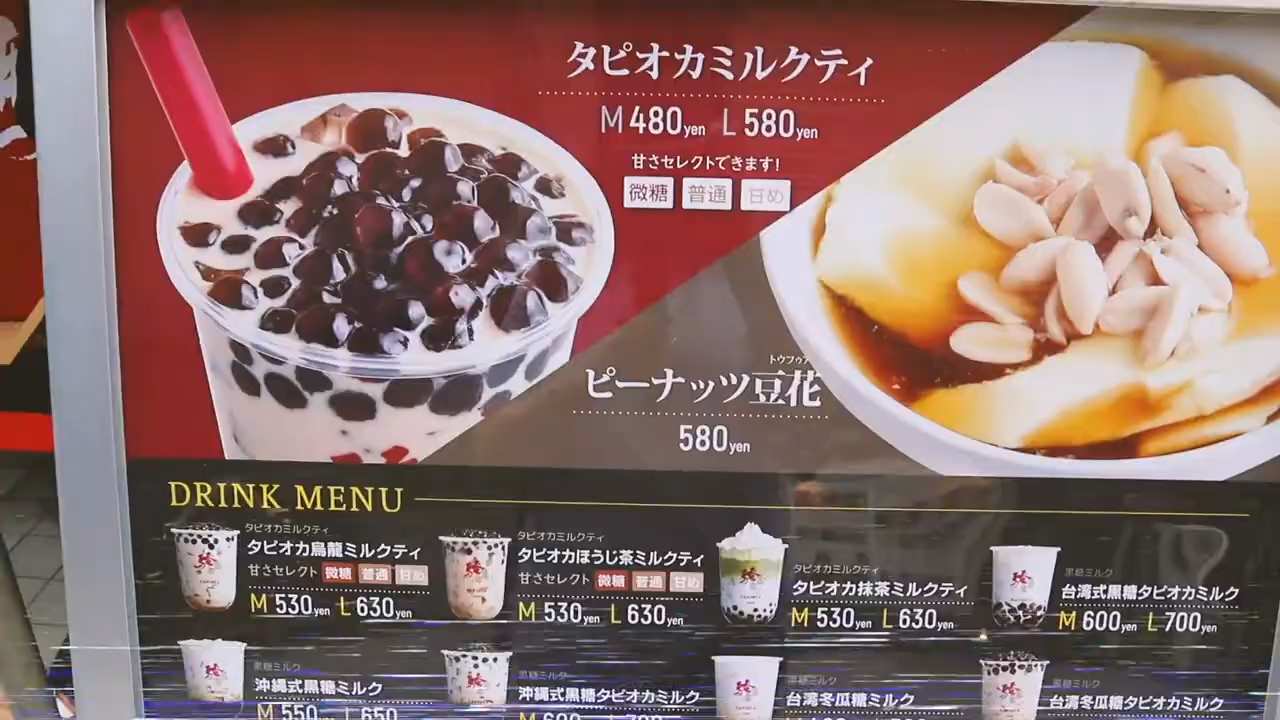 タピオカミルクティ
M 480yen L 580yen
甘さセレクトできます!
微糖 普通 甘め
トウフゥア
ピーナッツ豆花
580yen
DRINK MENU
タピオカミルクティ
タピオカ烏龍ミルクティ
甘さセレクト 微糖 普通 甘め
M 530yen L 630yen
タピオカミルクティ
タピオカほうじ茶ミルクティ
甘さセレクト 微糖 普通 甘め
M 530yen L 630yen
タピオカミルクティ
タピオカ抹茶ミルクティ
M 530yen L 630yen
黒糖ミルク
台湾式黒糖タピオカミルク
M 600yen L 700yen
黒糖ミルク
沖縄式黒糖ミルク
M 550yen L 650
黒糖ミルク
沖縄式黒糖タピオカミルク
黒糖ミルク
台湾冬瓜糖ミルク
黒糖ミルク
台湾冬瓜糖タピオカミルク